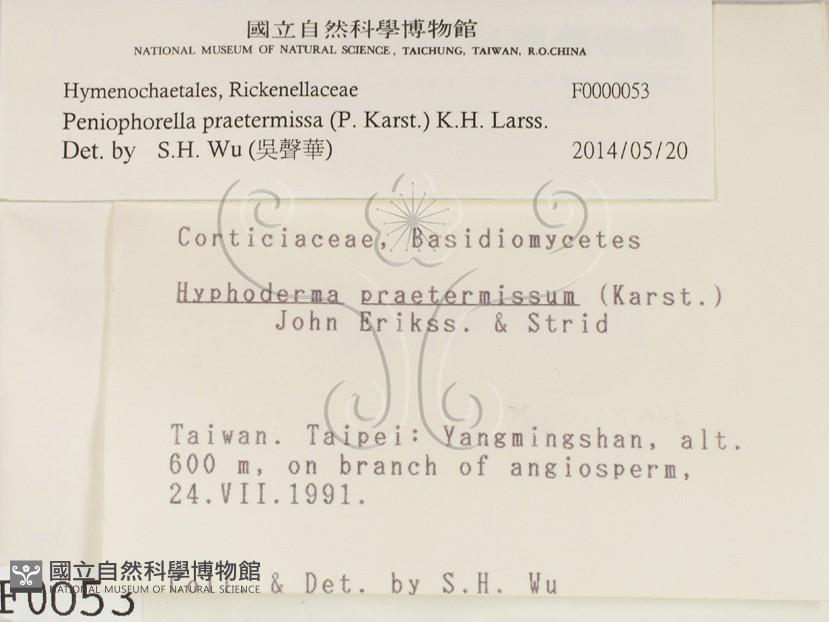 國立自然科學博物館
NATIONAL MUSEUM OF NATURAL SCIENCE, TAICHUNG, TAIWAN, R.O.CHINA
Hymenochaetales, Rickenellaceae F0000053
Peniophorella praetermissa (P. Karst.) K.H. Larss.
Det. by S.H. Wu (吳聲華) 2014/05/20
Corticiaceae, Basidiomycetes
Hyphoderma praetermissum (Karst.)
John Erikss. & Strid
Taiwan. Taipei: Yangmingshan, alt.
600 m, on branch of angiosperm,
24.VII.1991.
& Det. by S.H. Wu
國立自然科學博物館
NATIONAL MUSEUM OF NATURAL SCIENCE
F0053